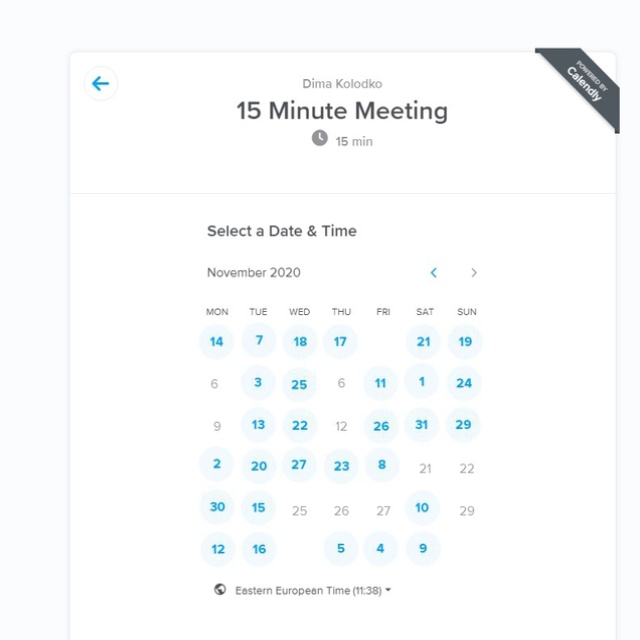 POWERED BY
Calendly
Dima Kolodko
15 Minute Meeting
15 min
Select a Date & Time
November 2020
MON TUE WED THU FRI SAT SUN
14 7 18 17 21 19
6 3 25 6 11 1 24
9 13 22 12 26 31 29
2 20 27 23 8 21 22
30 15 25 26 27 10 29
12 16 5 4 9
Eastern European Time (11:38)